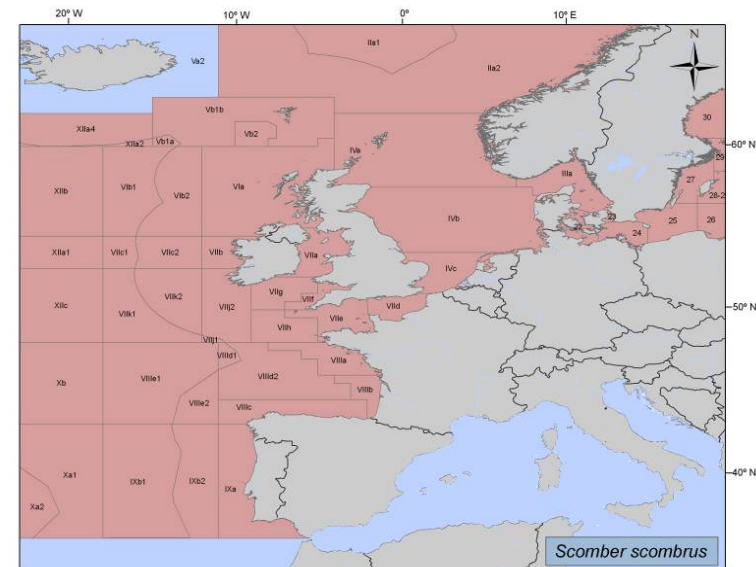 20° W
10° W
0°
10° E
IIa1
N
Va2
IIa2
Vb1b
30
XIIa4
Vb2
XIIa2
Vb1a
IVa
60° N
29
IIIa
XIIb
VIb1
VIb2
VIa
27
28-2
IVb
23
22
24
25
26
XIIa1
VIIc1
VIIc2
VIIb
VIIa
IVc
VIIg
VIIf
XIIc
VIIk1
VIIk2
VIIj2
VIIe
VIId
50° N
VIIh
VIIj1
VIIId1
VIIIa
Xb
VIIIe1
VIIId2
VIIIb
VIIIe2
VIIIc
Xa1
IXb1
IXb2
IXa
40° N
Xa2
Scomber scombrus